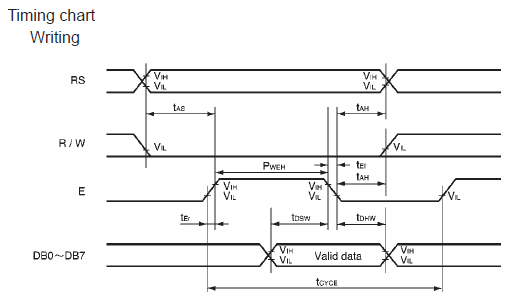 Timing chart
Writing
RS
VIH
VIL
VIH
VIL
tAS
tAH
R / W
VIL
VIL
PWEH
tEf
tAH
E
VIH
VIL
VIH
VIL
VIL
tEr
tDSW
tDHW
DB0~DB7
VIH
VIL
Valid data
VIH
VIL
tCYCE